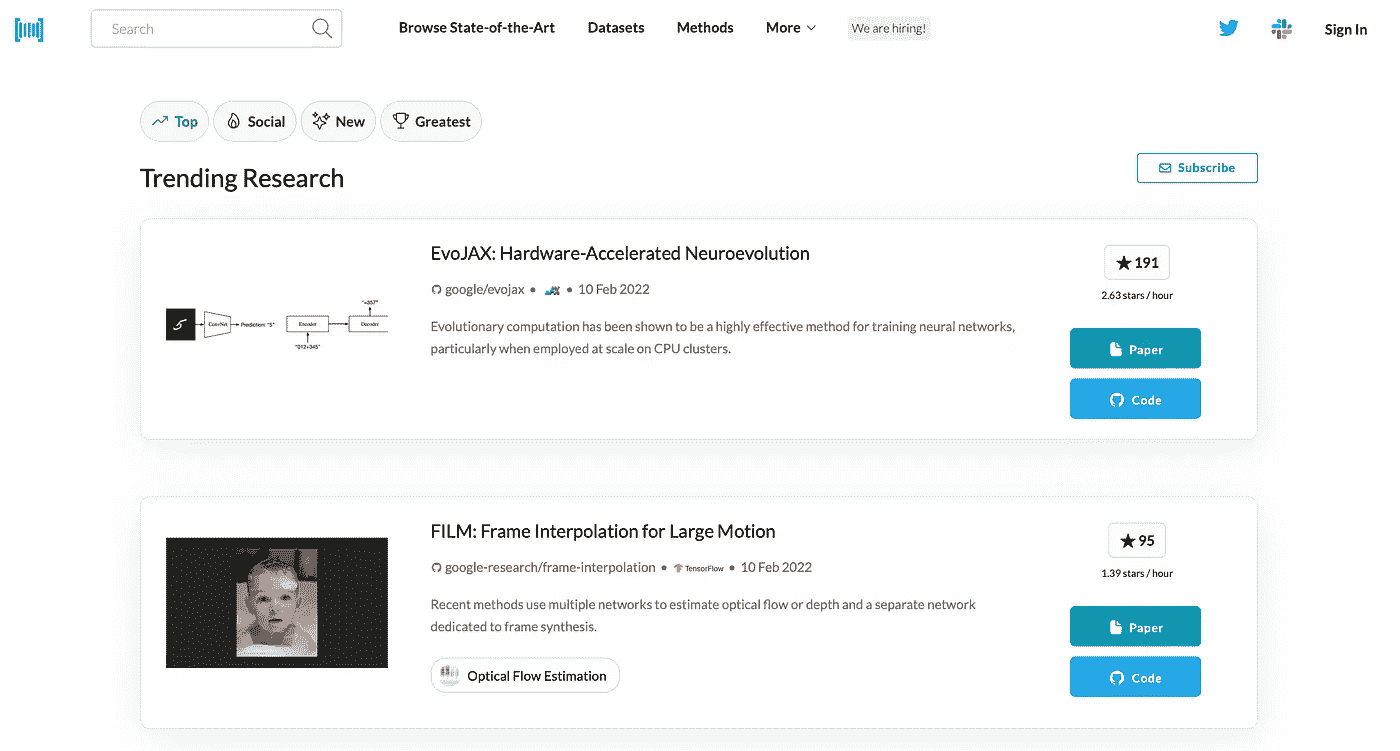 Search
Browse State-of-the-Art
Datasets
Methods
More
We are hiring!
Sign In
Top
Social
New
Greatest
Trending Research
Subscribe
EvoJAX: Hardware-Accelerated Neuroevolution
google/evojax • • 10 Feb 2022
Evolutionary computation has been shown to be a highly effective method for training neural networks,
particularly when employed at scale on CPU clusters.
ConvNet
Prediction: "5"
Encoder
Decoder
"+357"
"012+345"
191
2.63 stars / hour
Paper
Code
FILM: Frame Interpolation for Large Motion
google-research/frame-interpolation • TensorFlow • 10 Feb 2022
Recent methods use multiple networks to estimate optical flow or depth and a separate network
dedicated to frame synthesis.
Optical Flow Estimation
95
1.39 stars / hour
Paper
Code